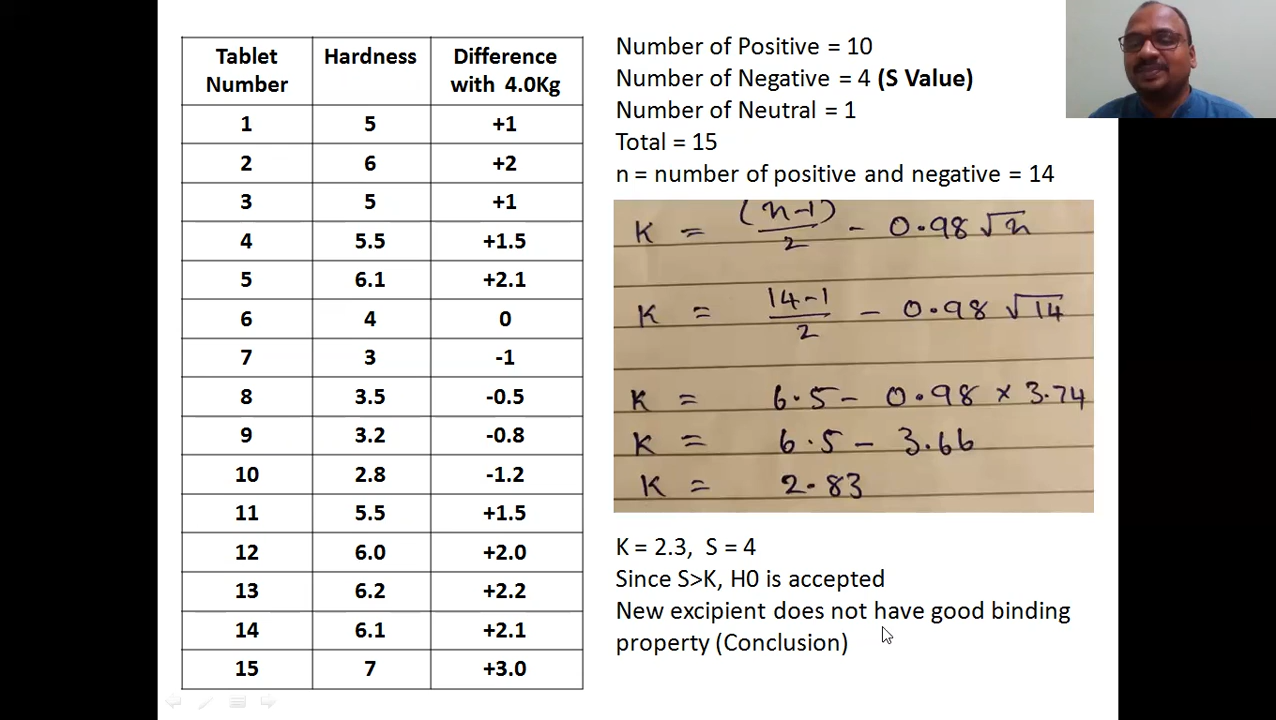 Tablet Number Hardness Difference with 4.0Kg
1 5 +1
2 6 +2
3 5 +1
4 5.5 +1.5
5 6.1 +2.1
6 4 0
7 3 -1
8 3.5 -0.5
9 3.2 -0.8
10 2.8 -1.2
11 5.5 +1.5
12 6.0 +2.0
13 6.2 +2.2
14 6.1 +2.1
15 7 +3.0
Number of Positive = 10
Number of Negative = 4 (S Value)
Number of Neutral = 1
Total = 15
n = number of positive and negative = 14
K = (n-1)/2 - 0.98 √n
K = 14-1/2 - 0.98 √14
K = 6.5 - 0.98 × 3.74
K = 6.5 - 3.66
K = 2.83
K = 2.3, S = 4
Since S>K, H0 is accepted
New excipient does not have good binding
property (Conclusion)